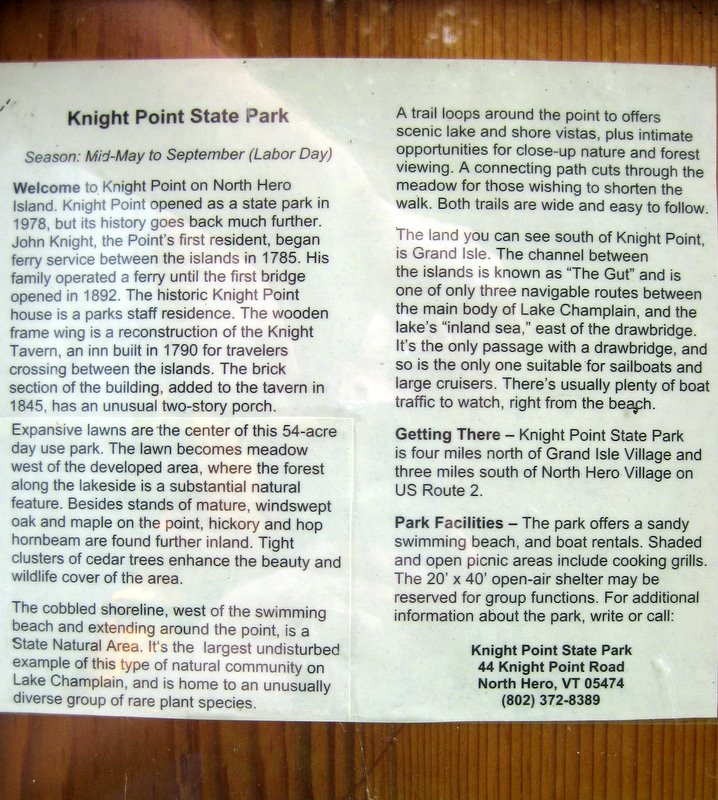 Knight Point State Park
Season: Mid-May to September (Labor Day)
Welcome to Knight Point on North Hero
Island. Knight Point opened as a state park in
1978, but its history goes back much further.
John Knight, the Point's first resident, began
ferry service between the islands in 1785. His
family operated a ferry until the first bridge
opened in 1892. The historic Knight Point
house is a parks staff residence. The wooden
frame wing is a reconstruction of the Knight
Tavern, an inn built in 1790 for travelers
crossing between the islands. The brick
section of the building, added to the tavern in
1845, has an unusual two-story porch.
Expansive lawns are the center of this 54-acre
day use park. The lawn becomes meadow
west of the developed area, where the forest
along the lakeside is a substantial natural
feature. Besides stands of mature, windswept
oak and maple on the point, hickory and hop
hornbeam are found further inland. Tight
clusters of cedar trees enhance the beauty and
wildlife cover of the area.
The cobbled shoreline, west of the swimming
beach and extending around the point, is a
State Natural Area. It's the largest undisturbed
example of this type of natural community on
Lake Champlain, and is home to an unusually
diverse group of rare plant species.
A trail loops around the point to offers
scenic lake and shore vistas, plus intimate
opportunities for close-up nature and forest
viewing. A connecting path cuts through the
meadow for those wishing to shorten the
walk. Both trails are wide and easy to follow.
The land you can see south of Knight Point,
is Grand Isle. The channel between
the islands is known as “The Gut” and is
one of only three navigable routes between
the main body of Lake Champlain, and the
lake's “inland sea,” east of the drawbridge.
It's the only passage with a drawbridge, and
so is the only one suitable for sailboats and
large cruisers. There's usually plenty of boat
traffic to watch, right from the beach.
Getting There – Knight Point State Park
is four miles north of Grand Isle Village and
three miles south of North Hero Village on
US Route 2.
Park Facilities – The park offers a sandy
swimming beach, and boat rentals. Shaded
and open picnic areas include cooking grills.
The 20' x 40' open-air shelter may be
reserved for group functions. For additional
information about the park, write or call:
Knight Point State Park
44 Knight Point Road
North Hero, VT 05474
(802) 372-8389